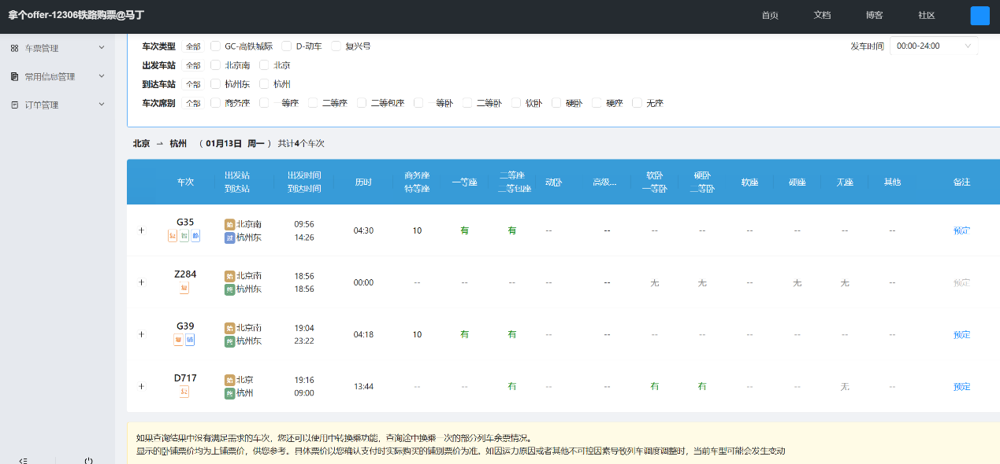 拿个offer-12306铁路购票@马丁 首页 文档 博客 社区
车票管理
常用信息管理
订单管理
车次类型 全部 GC-高铁城际 D-动车 复兴号 发车时间 00:00-24:00
出发车站 全部 北京南 北京
到达车站 全部 杭州东 杭州
车次席别 全部 商务座 一等座 二等座 二等包座 一等卧 二等卧 软卧 硬卧 硬座 无座
北京 → 杭州 （ 01月13日 周一 ） 共计4个车次
车次 出发站 到达站 出发时间 到达时间 历时 商务座 特等座 一等座 二等座 二等包座 动卧 高级... 软卧 一等卧 硬卧 二等卧 软座 硬座 无座 其他 备注
+ G35 复 智 静 始 北京南 过 杭州东 09:56 14:26 04:30 10 有 有 -- -- -- -- -- -- -- -- 预定
+ Z284 复 始 北京南 终 杭州东 18:56 18:56 00:00 -- -- -- -- -- 无 无 -- 无 无 -- 预定
+ G39 复 铺 始 北京南 终 杭州东 19:04 23:22 04:18 10 有 有 -- -- -- -- -- -- -- -- 预定
+ D717 复 始 北京 终 杭州 19:16 09:00 13:44 -- -- 有 -- -- 有 有 -- -- 无 -- 预定
如果查询结果中没有满足需求的车次，您还可以使用中转换乘功能，查询途中换乘一次的部分列车余票情况。
显示的卧铺票价均为上铺票价，供您参考。具体票价以您确认支付时实际购买的铺别票价为准。如因运力原因或者其他不可控因素导致列车调度调整时，当前车型可能会发生变动